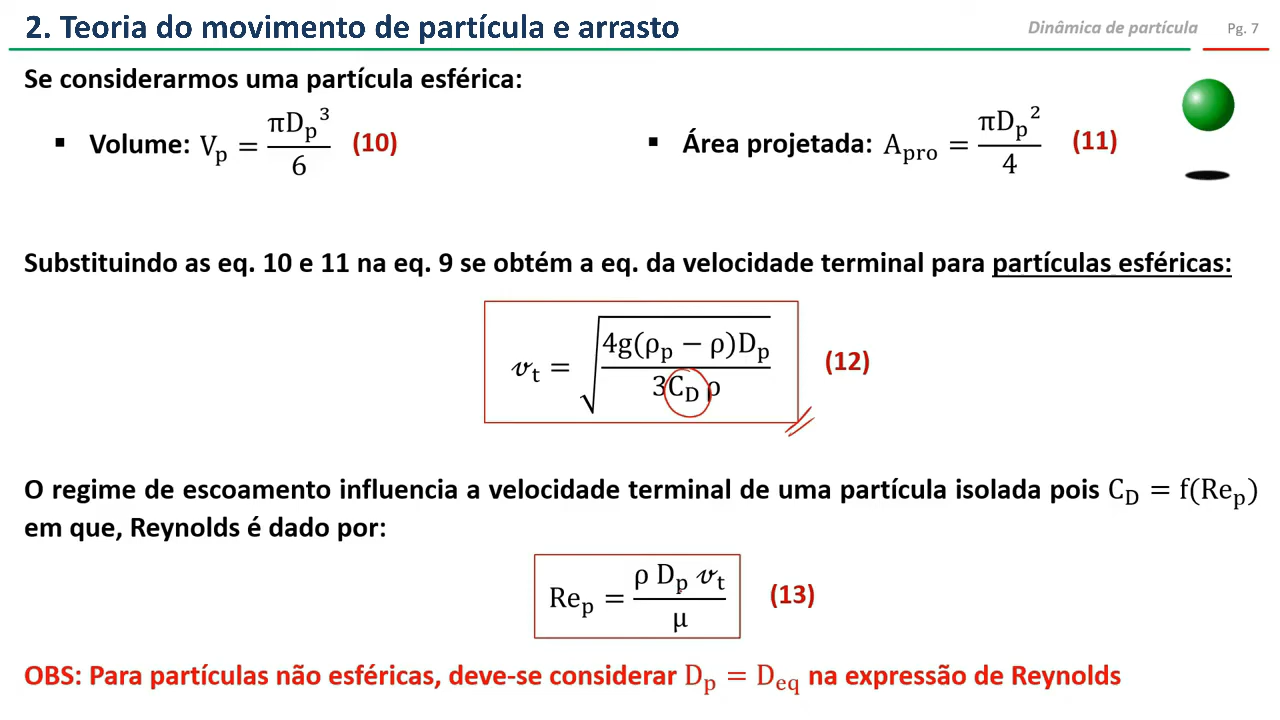 2. Teoria do movimento de partícula e arrasto
Dinâmica de partícula Pg. 7
Se considerarmos uma partícula esférica:
▪ Volume: Vₚ = πDₚ³/6 (10)
▪ Área projetada: Aₚᵣₒ = πDₚ²/4 (11)
Substituindo as eq. 10 e 11 na eq. 9 se obtém a eq. da velocidade terminal para partículas esféricas:
𝓋ₜ = √(4g(ρₚ − ρ)Dₚ / 3C_D ρ) (12)
O regime de escoamento influencia a velocidade terminal de uma partícula isolada pois C_D = f(Reₚ)
em que, Reynolds é dado por:
Reₚ = ρ Dₚ 𝓋ₜ / μ (13)
OBS: Para partículas não esféricas, deve-se considerar Dₚ = D_eq na expressão de Reynolds